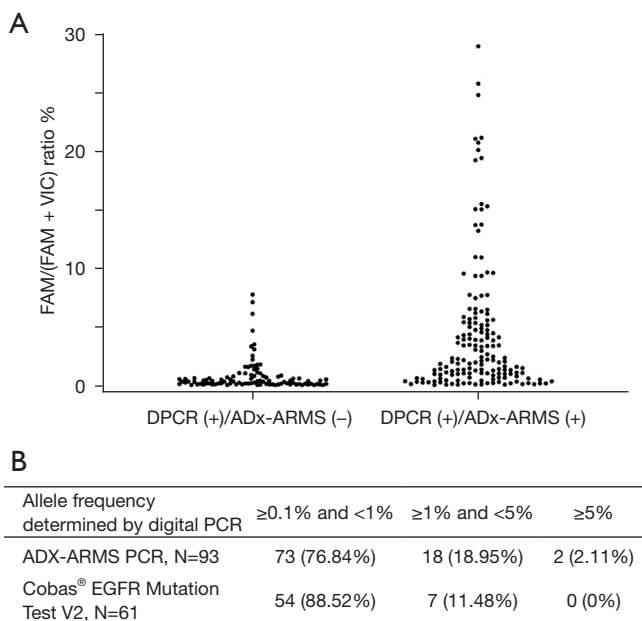 A
FAM/(FAM + VIC) ratio %
30
20
10
0
DPCR (+)/ADx-ARMS (−) DPCR (+)/ADx-ARMS (+)
B
Allele frequency
determined by digital PCR ≥0.1% and <1% ≥1% and <5% ≥5%
ADX-ARMS PCR, N=93 73 (76.84%) 18 (18.95%) 2 (2.11%)
Cobas® EGFR Mutation
Test V2, N=61 54 (88.52%) 7 (11.48%) 0 (0%)